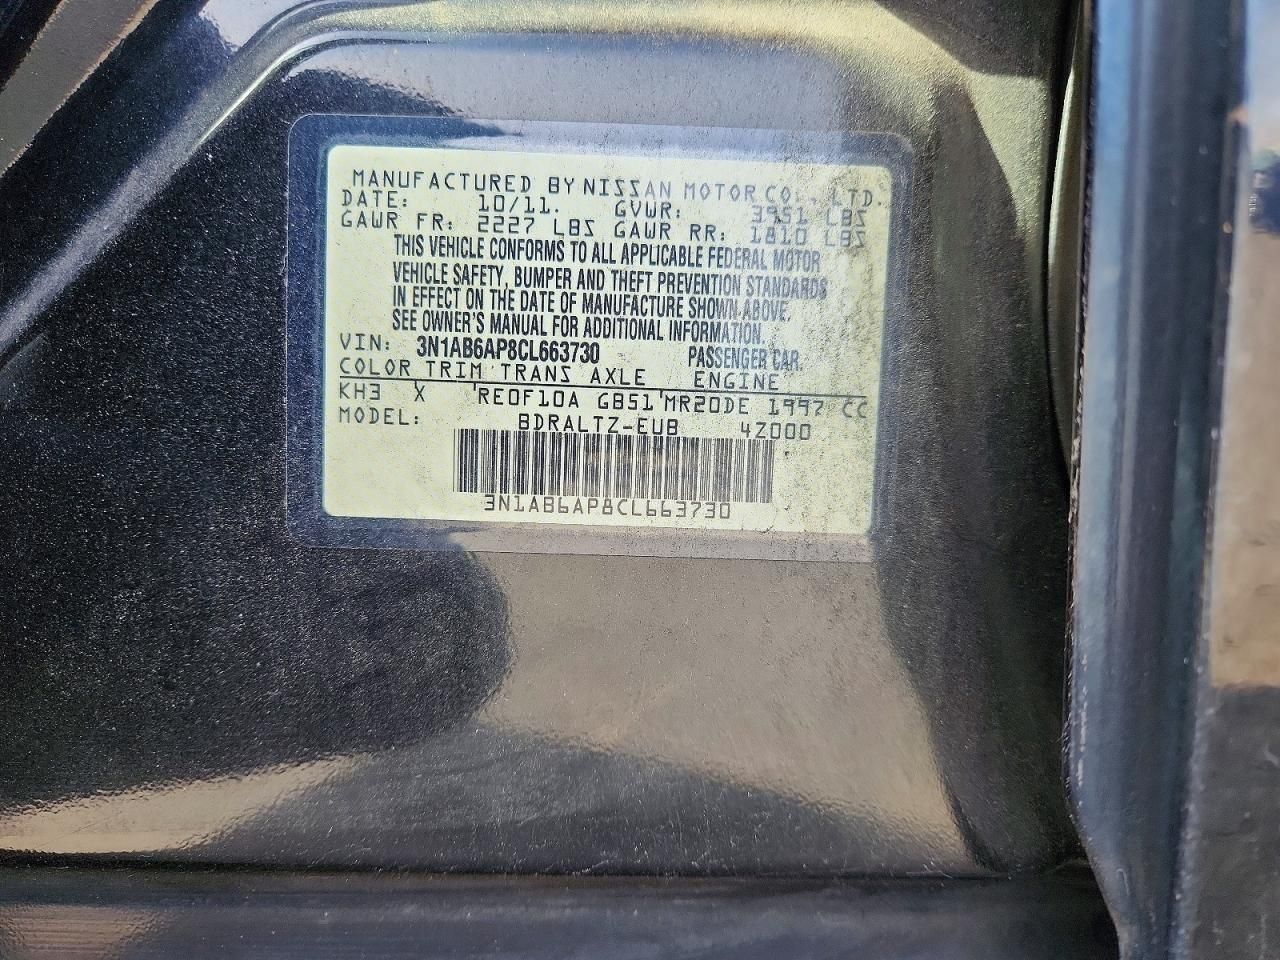 MANUFACTURED BY NISSAN MOTOR CO., LTD.
DATE: 10/11. GVWR: 3951 LBS
GAWR FR: 2227 LBS GAWR RR: 1810 LBS
THIS VEHICLE CONFORMS TO ALL APPLICABLE FEDERAL MOTOR
VEHICLE SAFETY, BUMPER AND THEFT PREVENTION STANDARDS
IN EFFECT ON THE DATE OF MANUFACTURE SHOWN ABOVE.
SEE OWNER'S MANUAL FOR ADDITIONAL INFORMATION.
VIN: 3N1AB6AP8CL663730 PASSENGER CAR.
COLOR TRIM TRANS AXLE ENGINE
KH3 X 'RE0F10A GB51'MR20DE 1997 CC
MODEL: BDRALTZ-EUB 4Z000
3N1AB6AP8CL663730